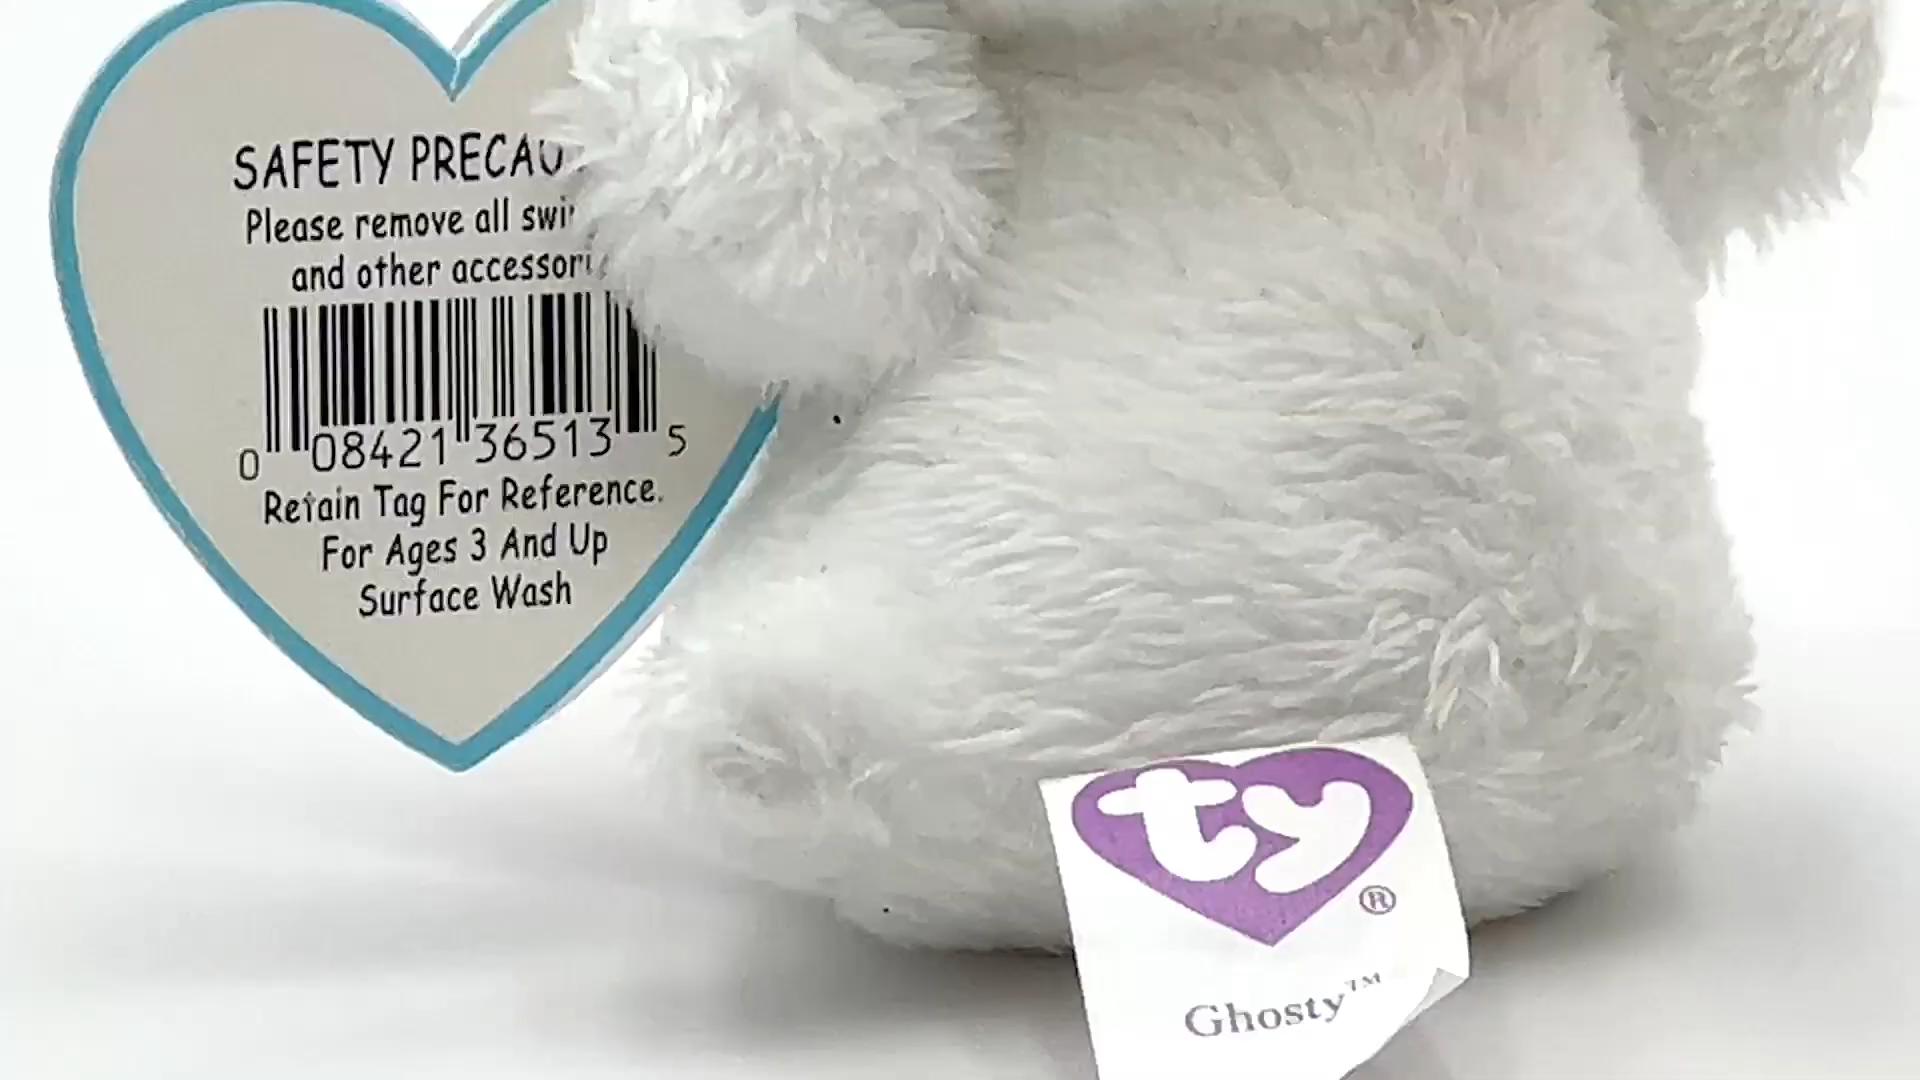 SAFETY PRECAU
Please remove all swi
and other accessori
0 08421 36513 5
Retain Tag For Reference.
For Ages 3 And Up
Surface Wash
ty
®
Ghosty™